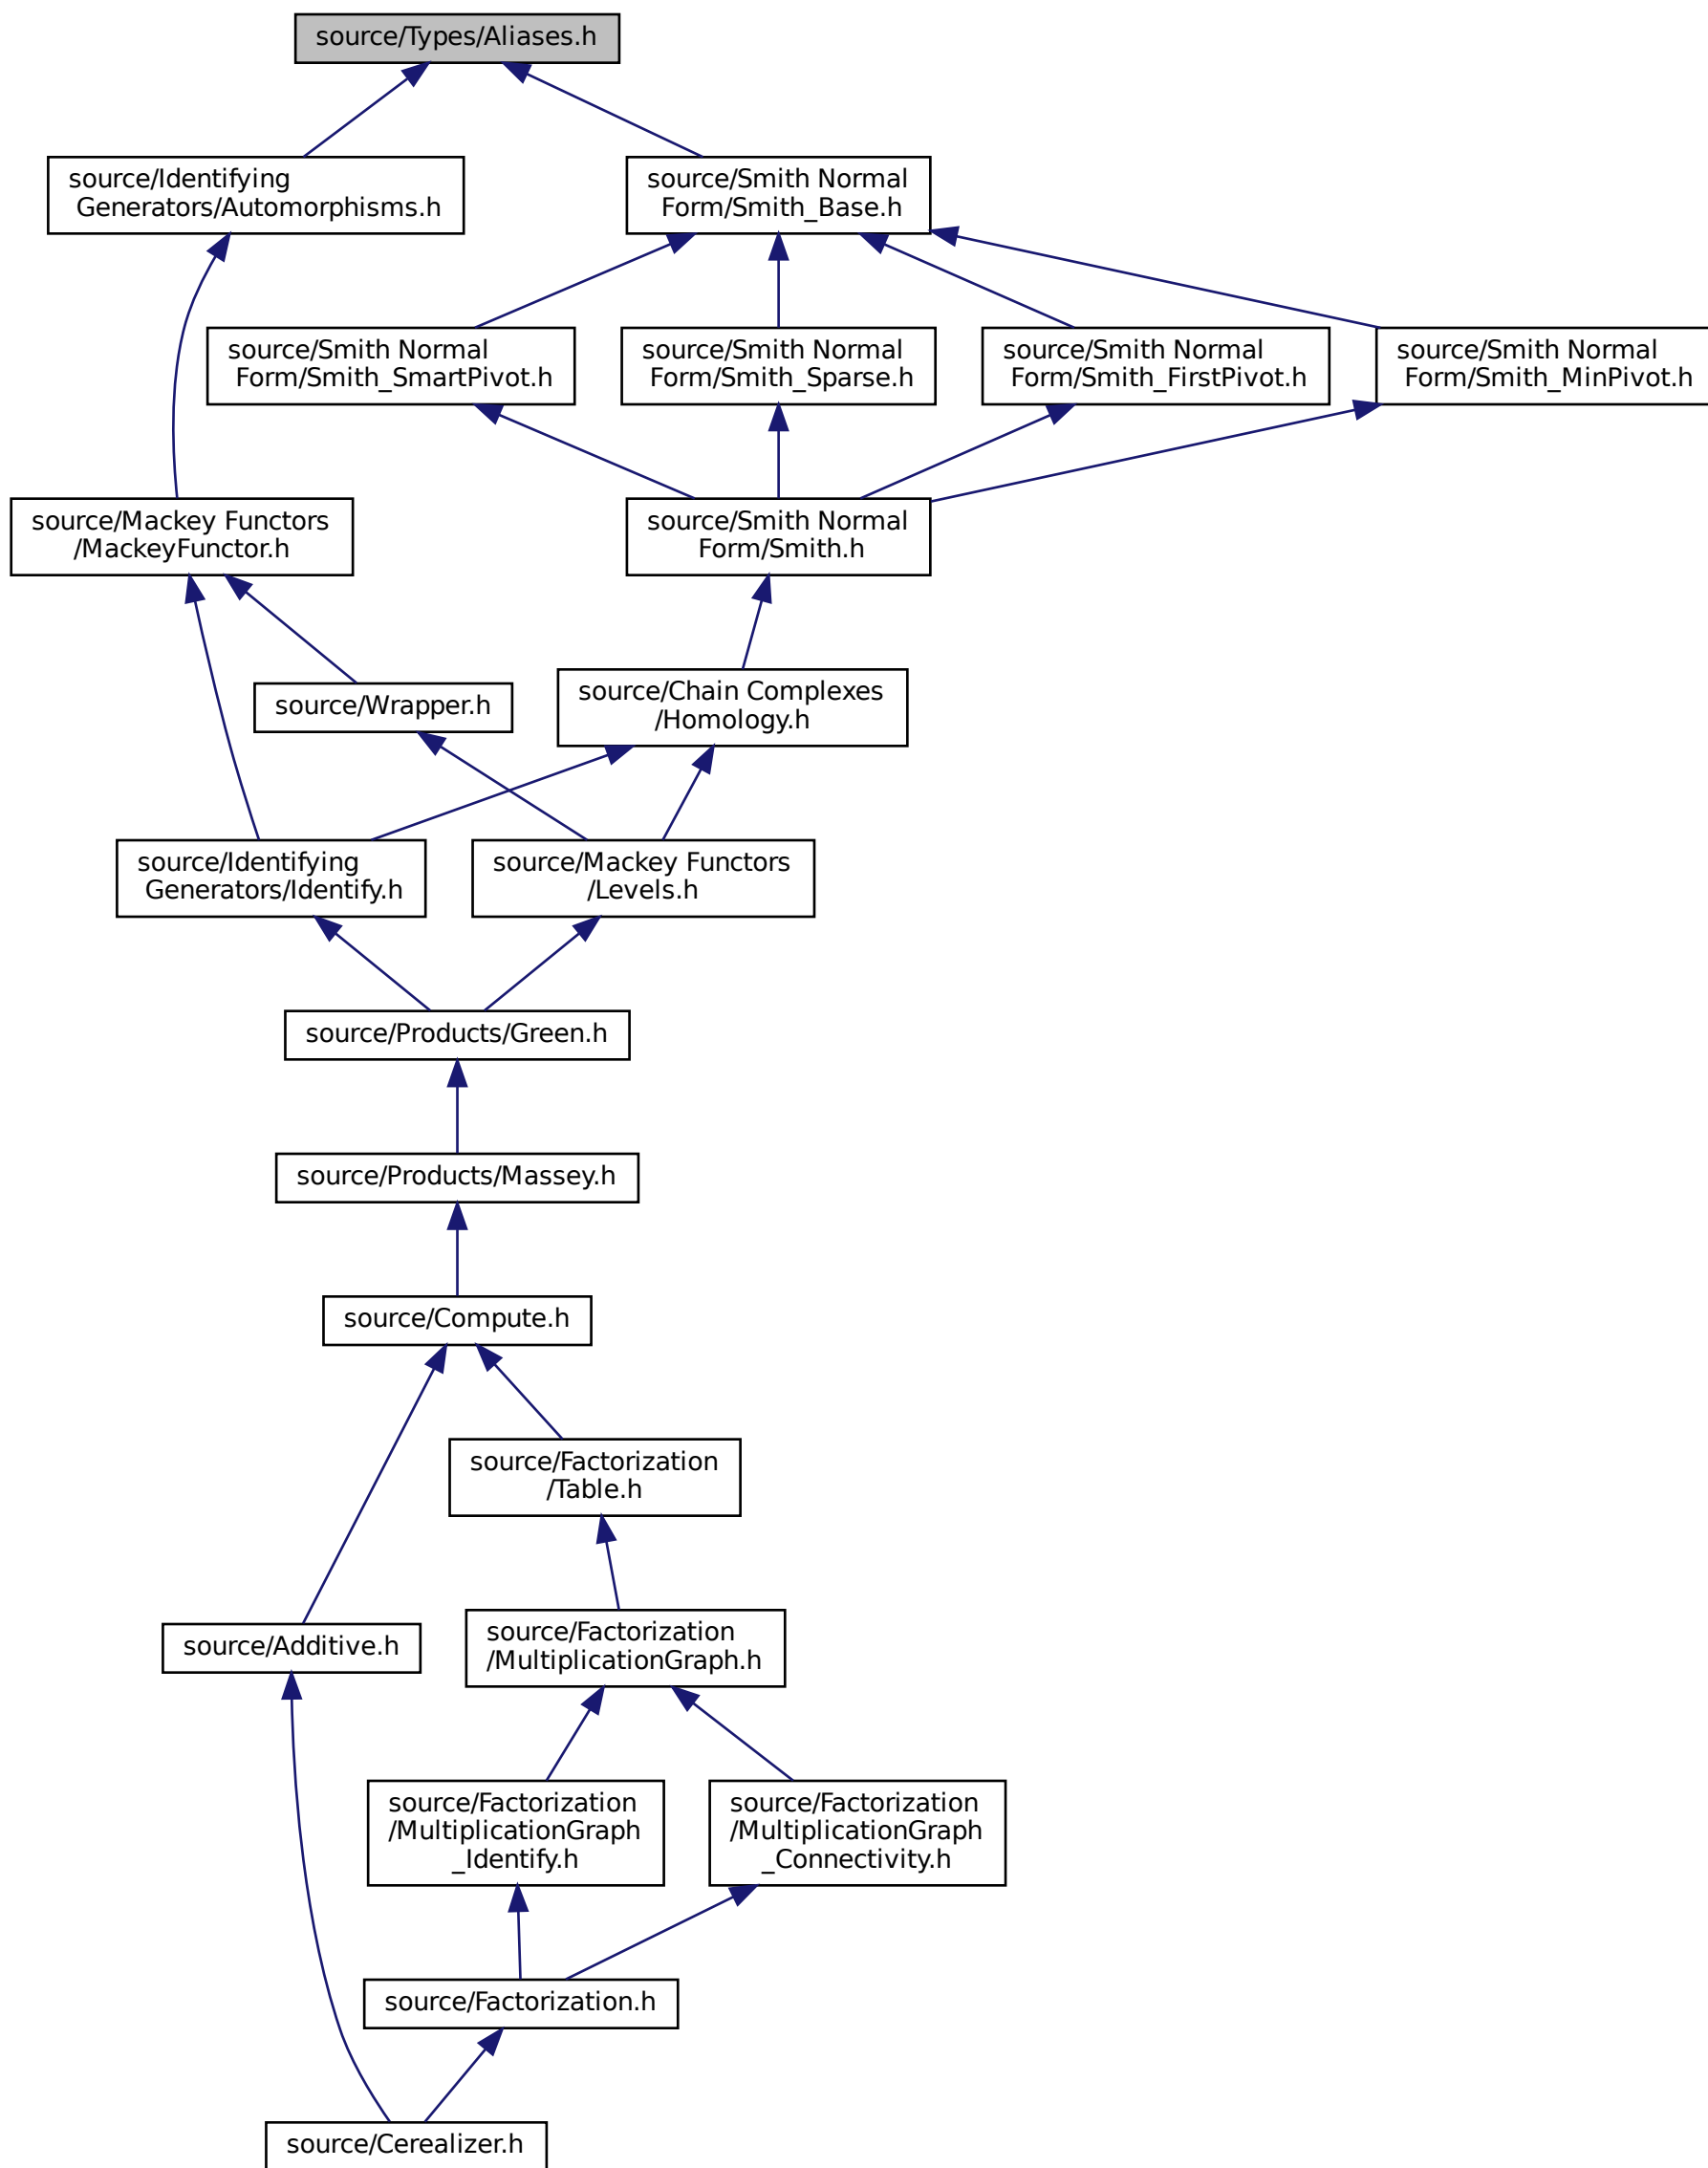 source/Types/Aliases.h
source/Identifying
Generators/Automorphisms.h
source/Smith Normal
Form/Smith_Base.h
source/Smith Normal
Form/Smith_SmartPivot.h
source/Smith Normal
Form/Smith_Sparse.h
source/Smith Normal
Form/Smith_FirstPivot.h
source/Smith Normal
Form/Smith_MinPivot.h
source/Mackey Functors
/MackeyFunctor.h
source/Smith Normal
Form/Smith.h
source/Wrapper.h
source/Chain Complexes
/Homology.h
source/Identifying
Generators/Identify.h
source/Mackey Functors
/Levels.h
source/Products/Green.h
source/Products/Massey.h
source/Compute.h
source/Factorization
/Table.h
source/Additive.h
source/Factorization
/MultiplicationGraph.h
source/Factorization
/MultiplicationGraph
_Identify.h
source/Factorization
/MultiplicationGraph
_Connectivity.h
source/Factorization.h
source/Cerealizer.h